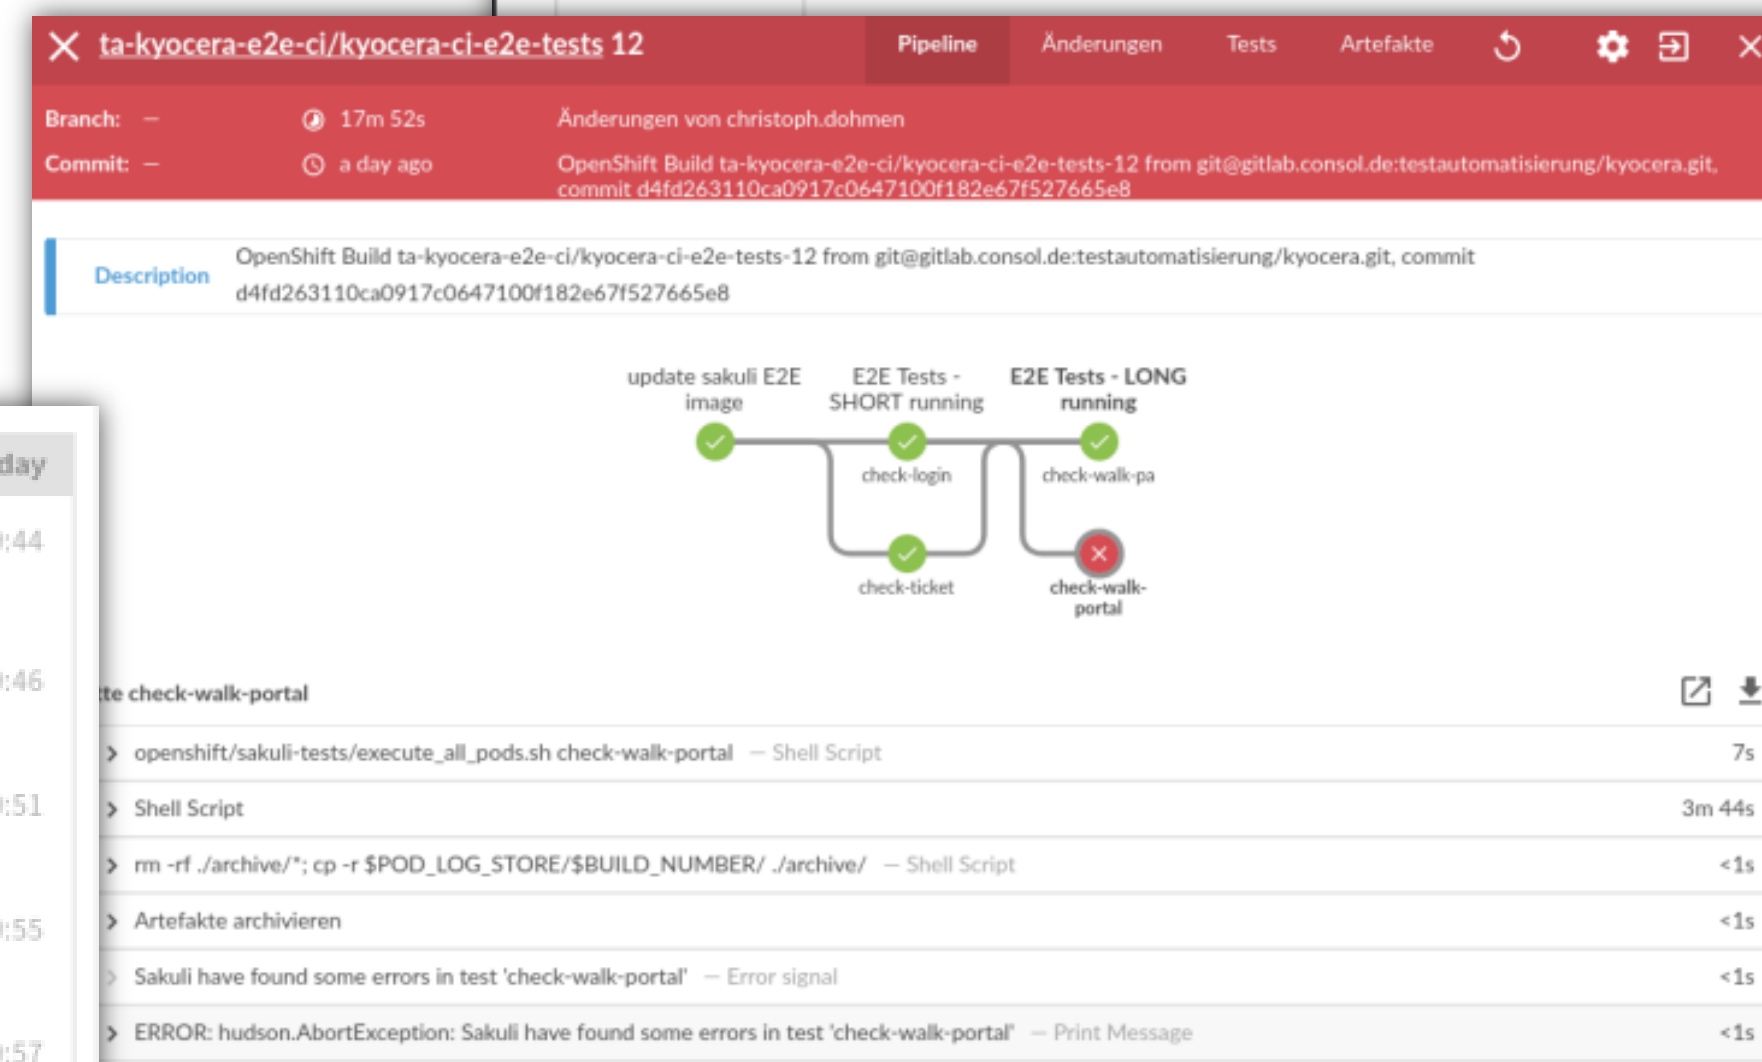 ta-kyocera-e2e-ci/kyocera-ci-e2e-tests 12
Pipeline
Änderungen
Tests
Artefakte
Branch: —
17m 52s
Änderungen von christoph.dohmen
Commit: —
a day ago
OpenShift Build ta-kyocera-e2e-ci/kyocera-ci-e2e-tests-12 from git@gitlab.consol.de:testautomatisierung/kyocera.git,
commit d4fd263110ca0917c0647100f182e67f527665e8
Description
OpenShift Build ta-kyocera-e2e-ci/kyocera-ci-e2e-tests-12 from git@gitlab.consol.de:testautomatisierung/kyocera.git, commit
d4fd263110ca0917c0647100f182e67f527665e8
update sakuli E2E
image
E2E Tests -
SHORT running
E2E Tests - LONG
running
check-login
check-walk-pa
check-ticket
check-walk-
portal
day
:44
:46
:51
:55
:57
te check-walk-portal
openshift/sakuli-tests/execute_all_pods.sh check-walk-portal — Shell Script
7s
Shell Script
3m 44s
rm -rf ./archive/*; cp -r $POD_LOG_STORE/$BUILD_NUMBER/ ./archive/ — Shell Script
<1s
Artefakte archivieren
<1s
Sakuli have found some errors in test 'check-walk-portal' — Error signal
<1s
ERROR: hudson.AbortException: Sakuli have found some errors in test 'check-walk-portal' — Print Message
<1s